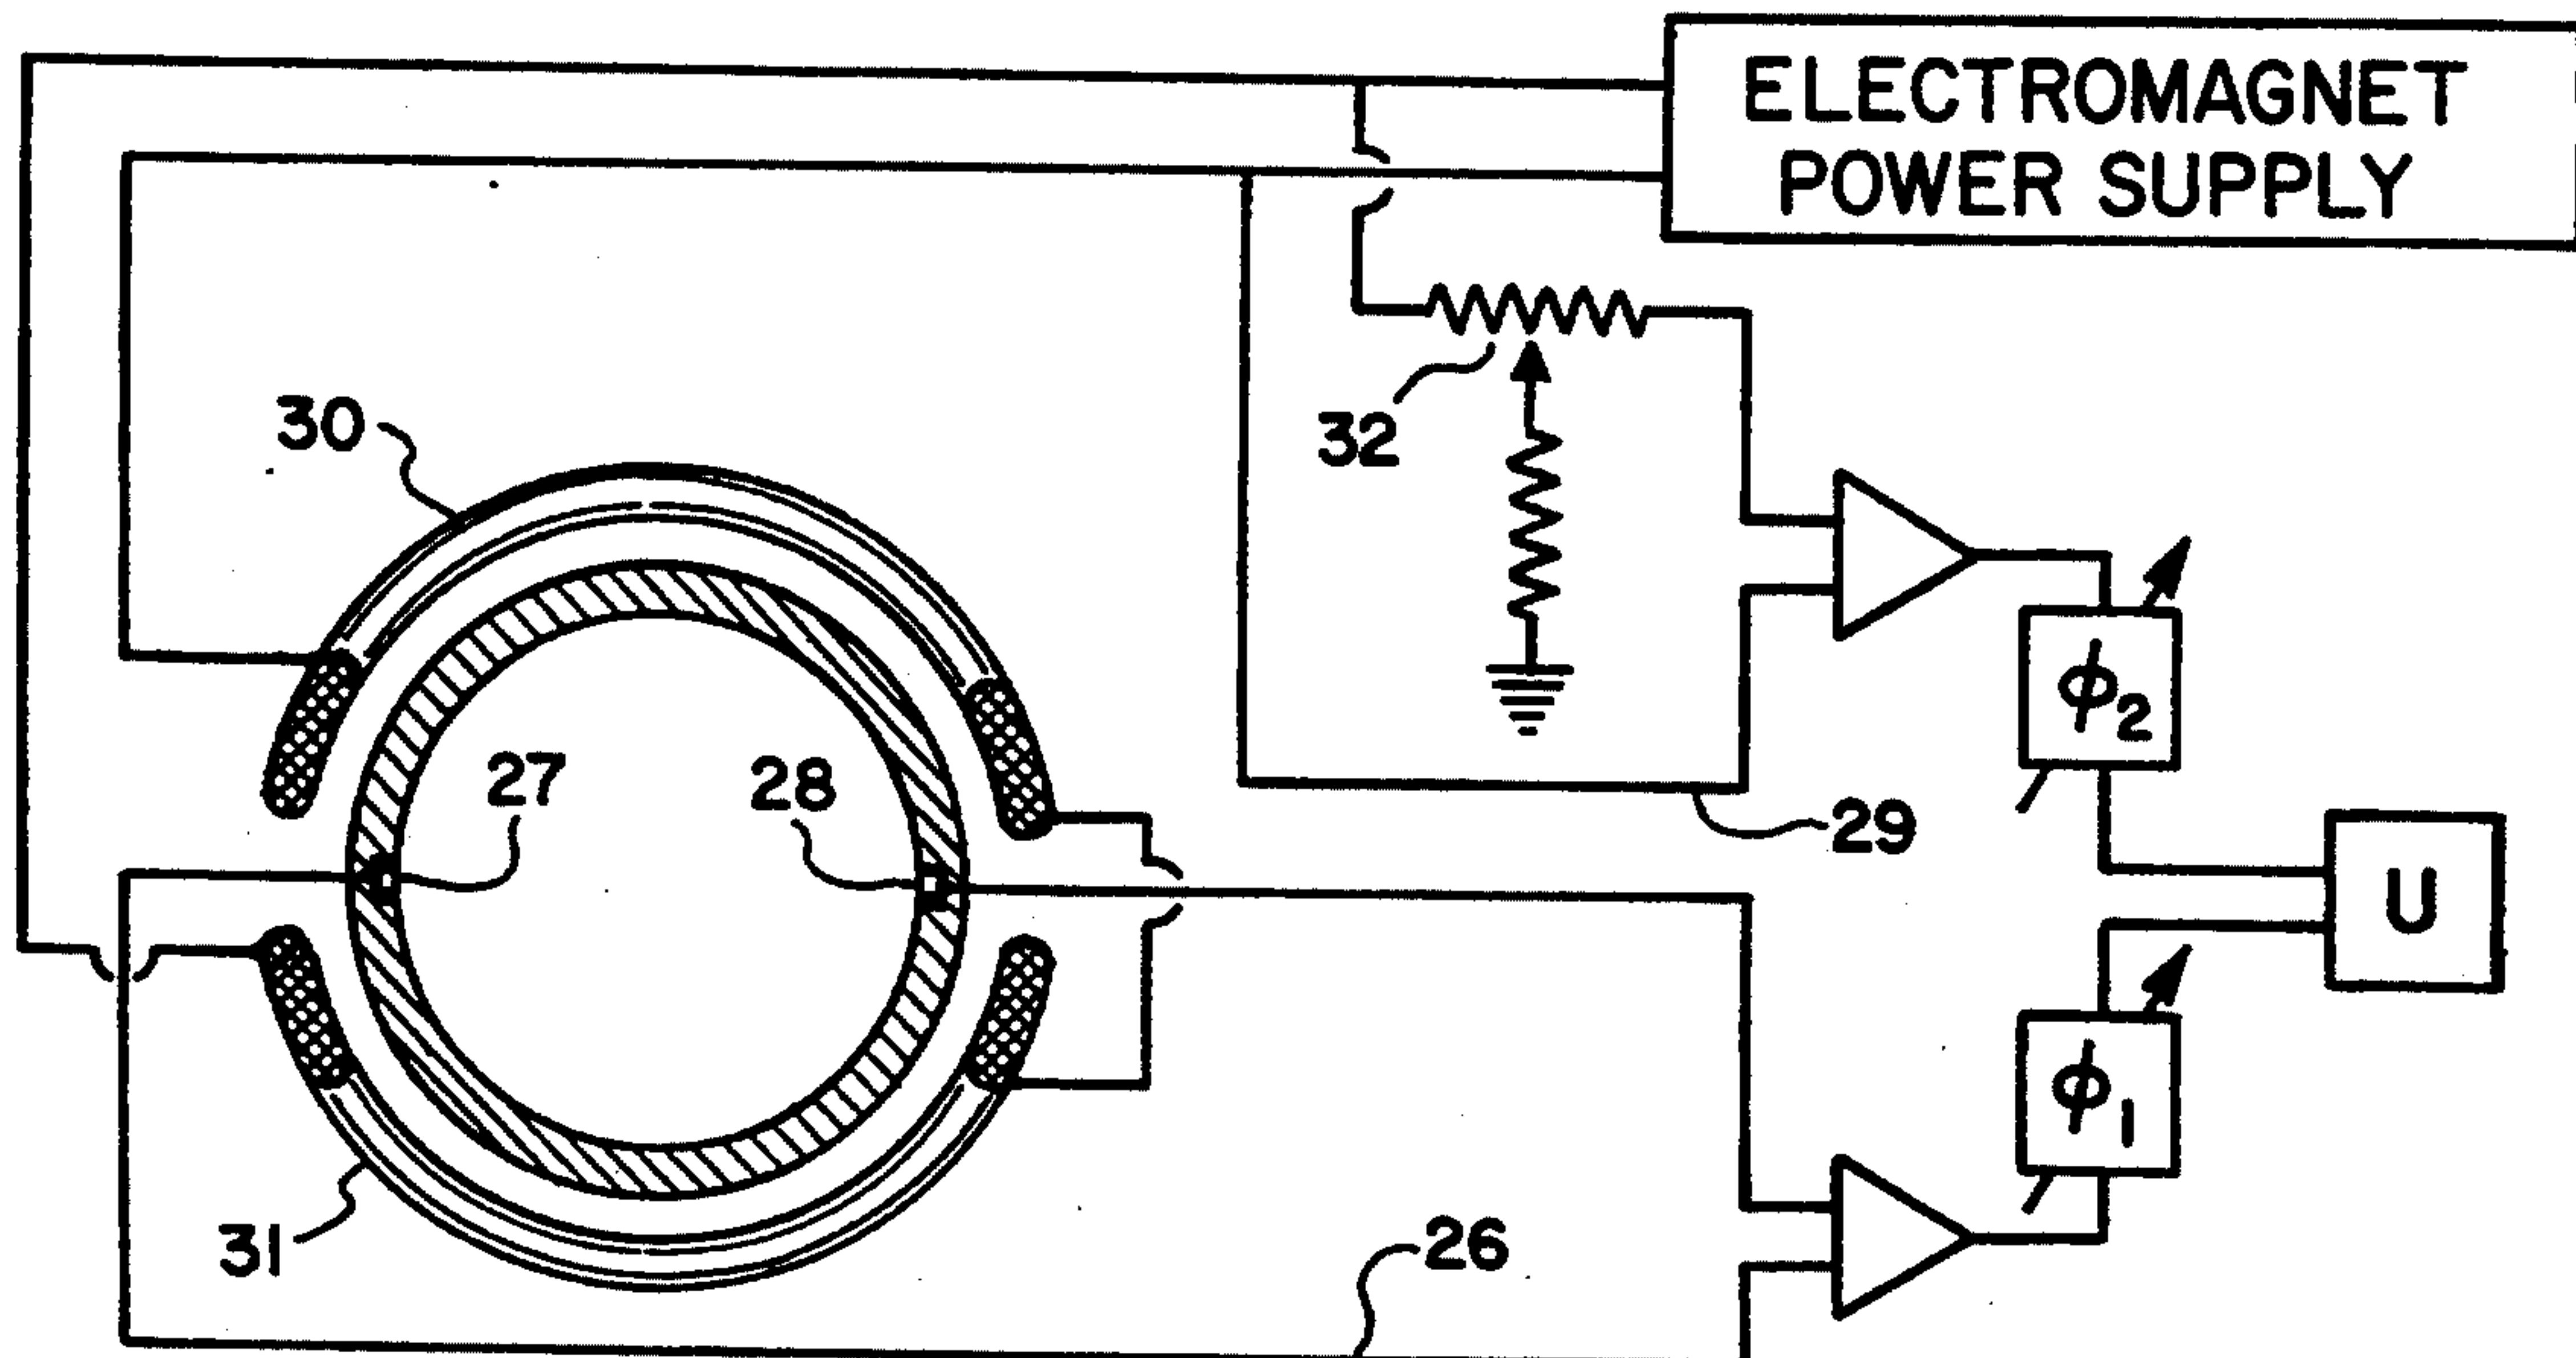 ELECTROMAGNET
POWER SUPPLY
30
32
27
28
ϕ2
29
U
ϕ1
31
26